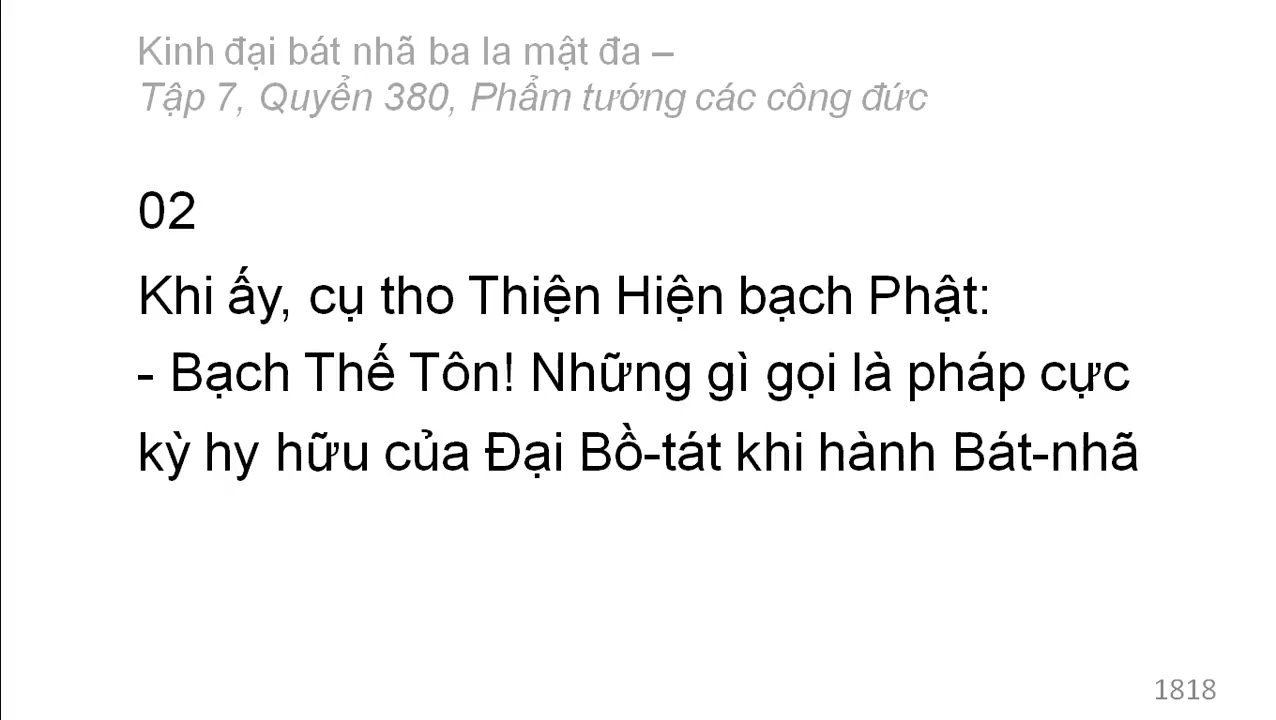 Kinh đại bát nhã ba la mật đa –
Tập 7, Quyển 380, Phẩm tướng các công đức
02
Khi ấy, cụ tho Thiện Hiện bạch Phật:
- Bạch Thế Tôn! Những gì gọi là pháp cực
kỳ hy hữu của Đại Bồ-tát khi hành Bát-nhã
1818